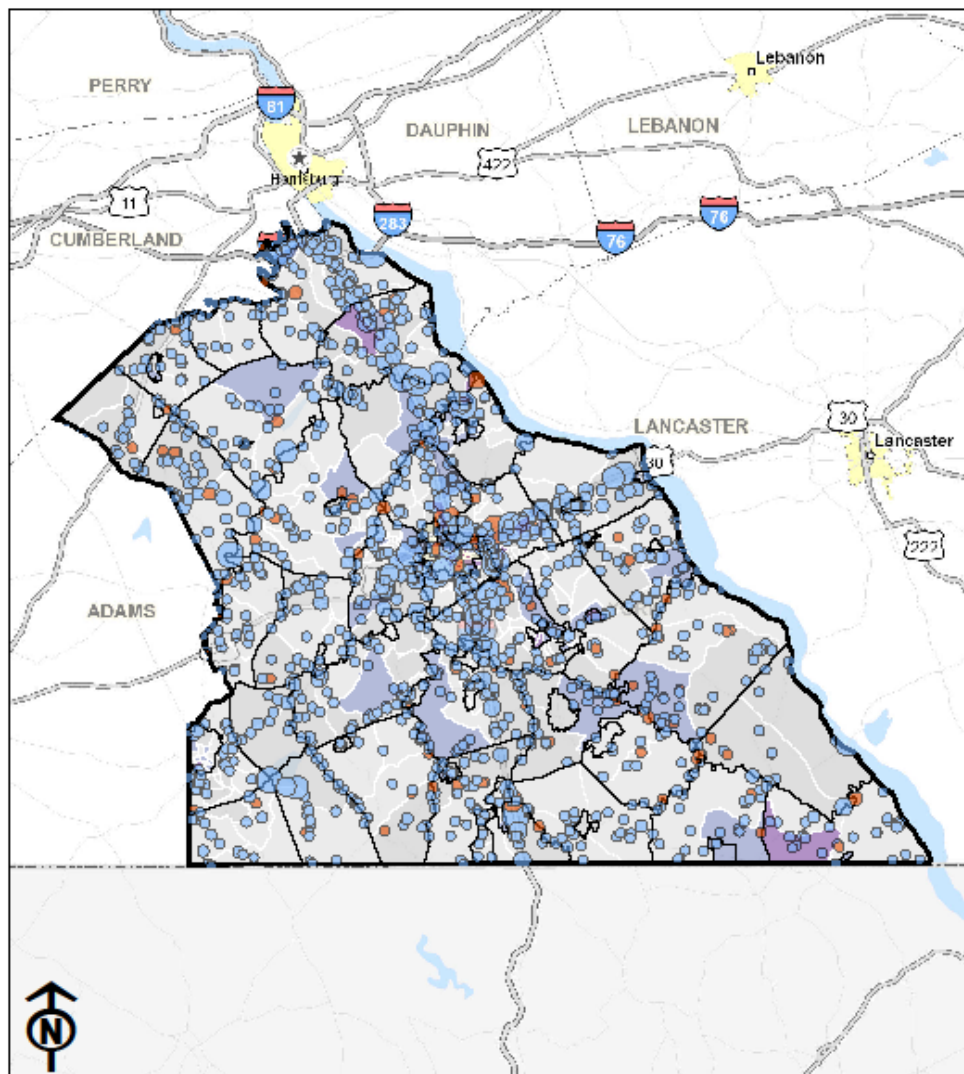 Lebanon
PERRY
81
DAUPHIN
LEBANON
422
Harrisburg
11
283
76
76
CUMBERLAND
LANCASTER
30
Lancaster
30
222
ADAMS
N